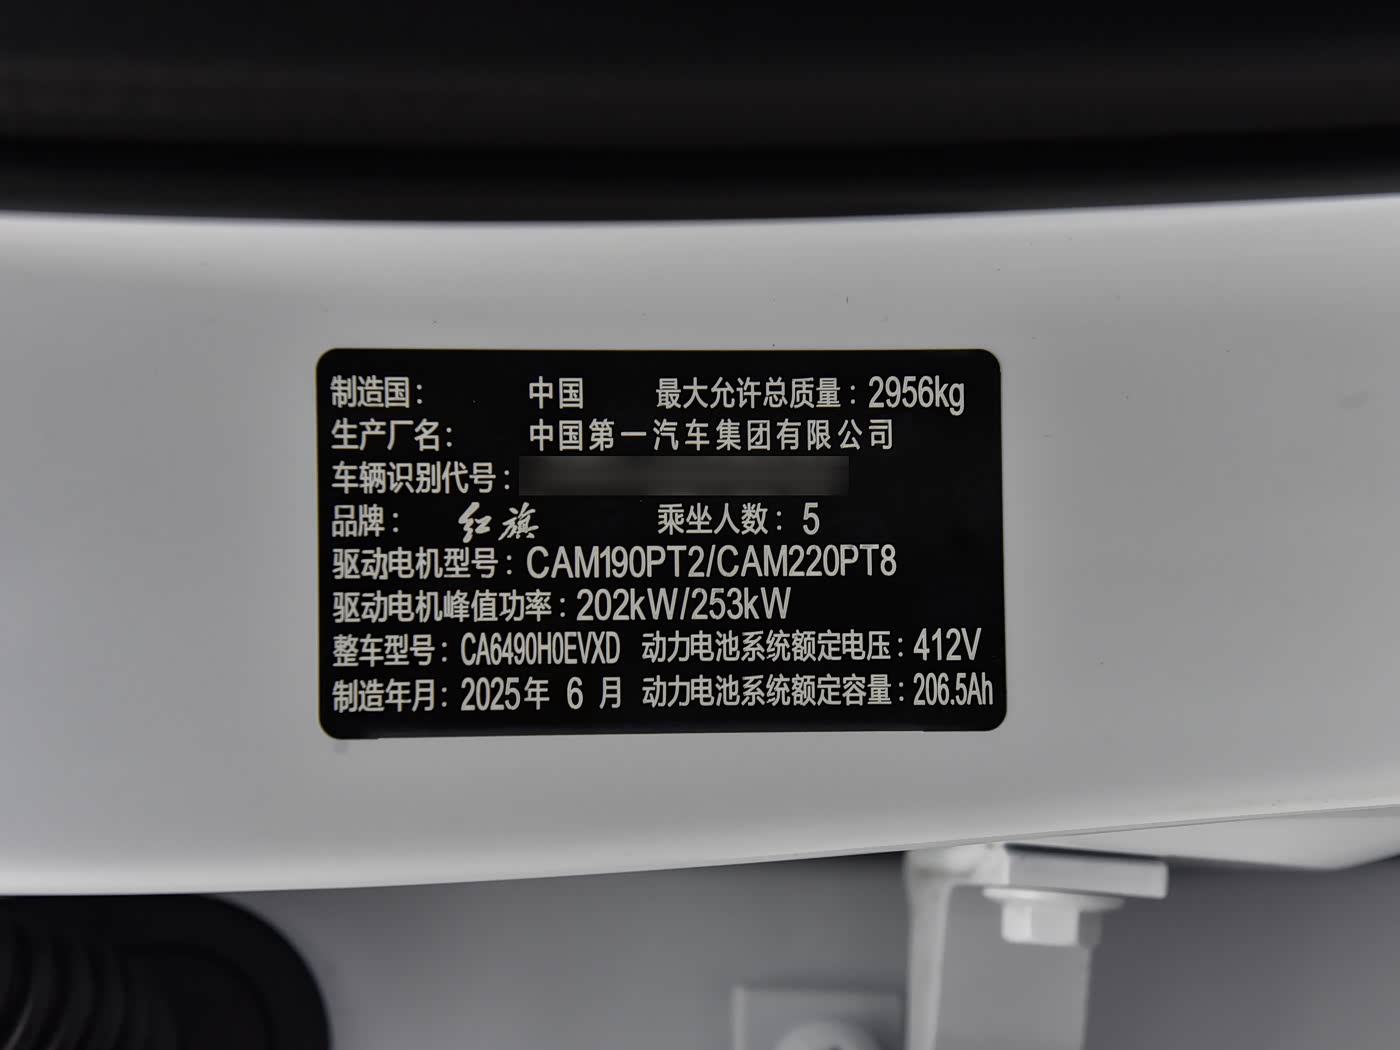 制造国： 中国 最大允许总质量：2956kg
生产厂名： 中国第一汽车集团有限公司
车辆识别代号：
品牌： 红旗 乘坐人数：5
驱动电机型号：CAM190PT2/CAM220PT8
驱动电机峰值功率：202kW/253kW
整车型号：CA6490H0EVXD 动力电池系统额定电压：412V
制造年月：2025年 6 月 动力电池系统额定容量：206.5Ah